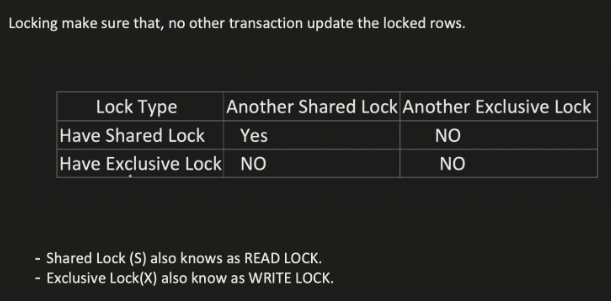 Locking make sure that, no other transaction update the locked rows.
Lock Type Another Shared Lock Another Exclusive Lock
Have Shared Lock Yes NO
Have Exclusive Lock NO NO
- Shared Lock (S) also knows as READ LOCK.
- Exclusive Lock(X) also know as WRITE LOCK.